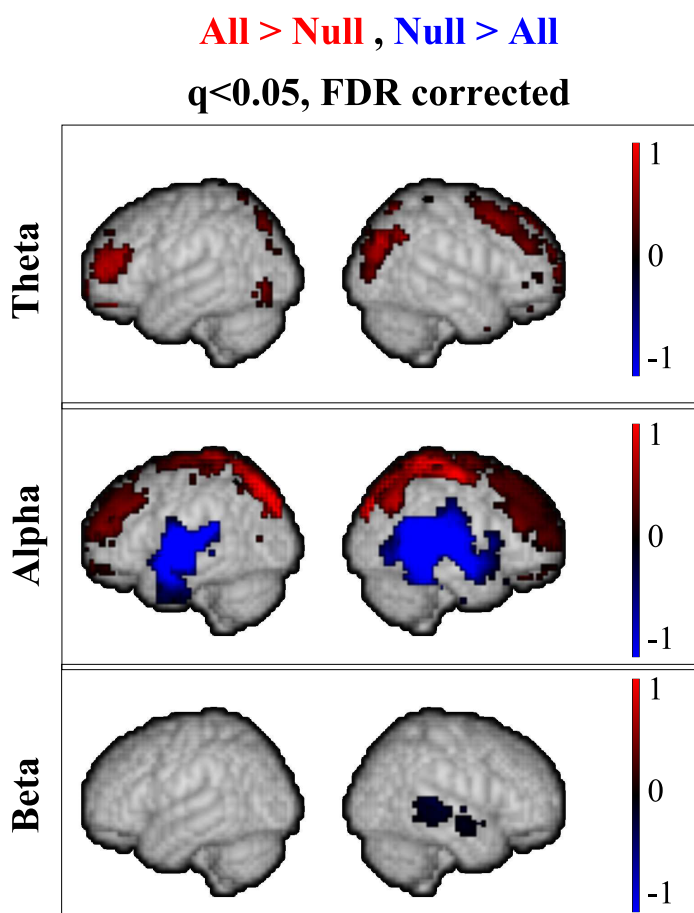 All > Null , Null > All
q<0.05, FDR corrected
Theta
1
0
-1
Alpha
1
0
-1
Beta
1
0
-1